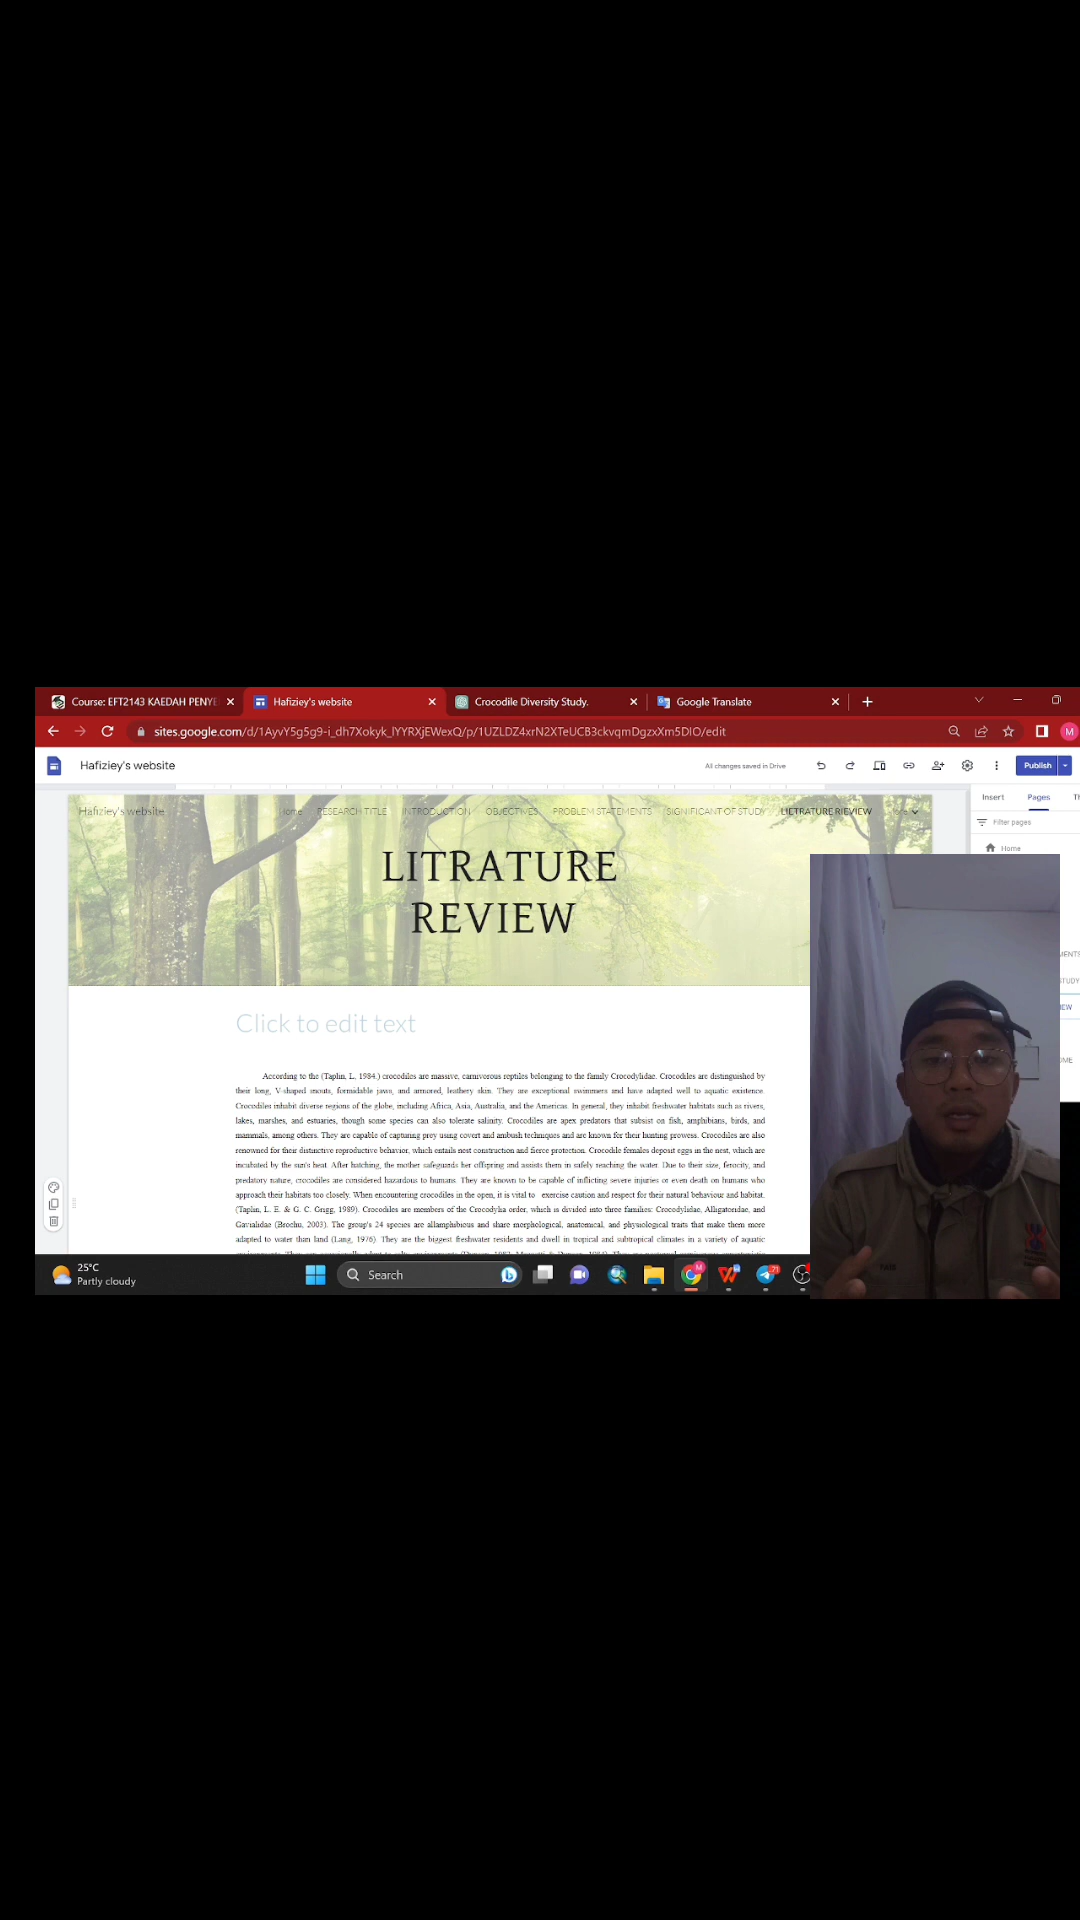 Course: EFT2143 KAEDAH PENYE
Hafiziey's website
Crocodile Diversity Study.
Google Translate
sites.google.com/d/1AyvY5g5g9-i_dh7Xokyk_lYYRXjEWexQ/p/1UZLDZ4xrN2XTeUCB3ckvqmDgzxXm5DIO/edit
M
Hafiziey's website
All changes saved in Drive
Publish
Hafiziey's website
Home
RESEARCH TITLE
INTRODUCTION
OBJECTIVES
PROBLEM STATEMENTS
SIGNIFICANT OF STUDY
LIETRATURE RIEVIEW
Insert
Pages
Th
Filter pages
Home
LITRATURE
REVIEW
MENTS
STUDY
EW
OME
Click to edit text
According to the (Taplin, L, 1984.) crocodiles are massive, carnivorous reptiles belonging to the family Crocodylidae. Crocodiles are distinguished by
their long, V-shaped snouts, formidable jaws, and armored, leathery skin. They are exceptional swimmers and have adapted well to aquatic existence.
Crocodiles inhabit diverse regions of the globe, including Africa, Asia, Australia, and the Americas. In general, they inhabit freshwater habitats such as rivers,
lakes, marshes, and estuaries, though some species can also tolerate salinity. Crocodiles are apex predators that subsist on fish, amphibians, birds, and
mammals, among others. They are capable of capturing prey using covert and ambush techniques and are known for their hunting prowess. Crocodiles are also
renowned for their distinctive reproductive behavior, which entails nest construction and fierce protection. Crocodile females deposit eggs in the nest, which are
incubated by the sun's heat. After hatching, the mother safeguards her offspring and assists them in safely reaching the water. Due to their size, ferocity, and
predatory nature, crocodiles are considered hazardous to humans. They are known to be capable of inflicting severe injuries or even death on humans who
approach their habitats too closely. When encountering crocodiles in the open, it is vital to exercise caution and respect for their natural behaviour and habitat.
(Taplin, L. E. & G. C. Grigg, 1989). Crocodiles are members of the Crocodylia order, which is divided into three families: Crocodylidae, Alligatoridae, and
Gavialidae (Brochu, 2003). The group's 24 species are allamphibious and share morphological, anatomical, and physiological traits that make them more
adapted to water than land (Lang, 1976). They are the biggest freshwater residents and dwell in tropical and subtropical climates in a variety of aquatic
25°C
Partly cloudy
Search
M
71